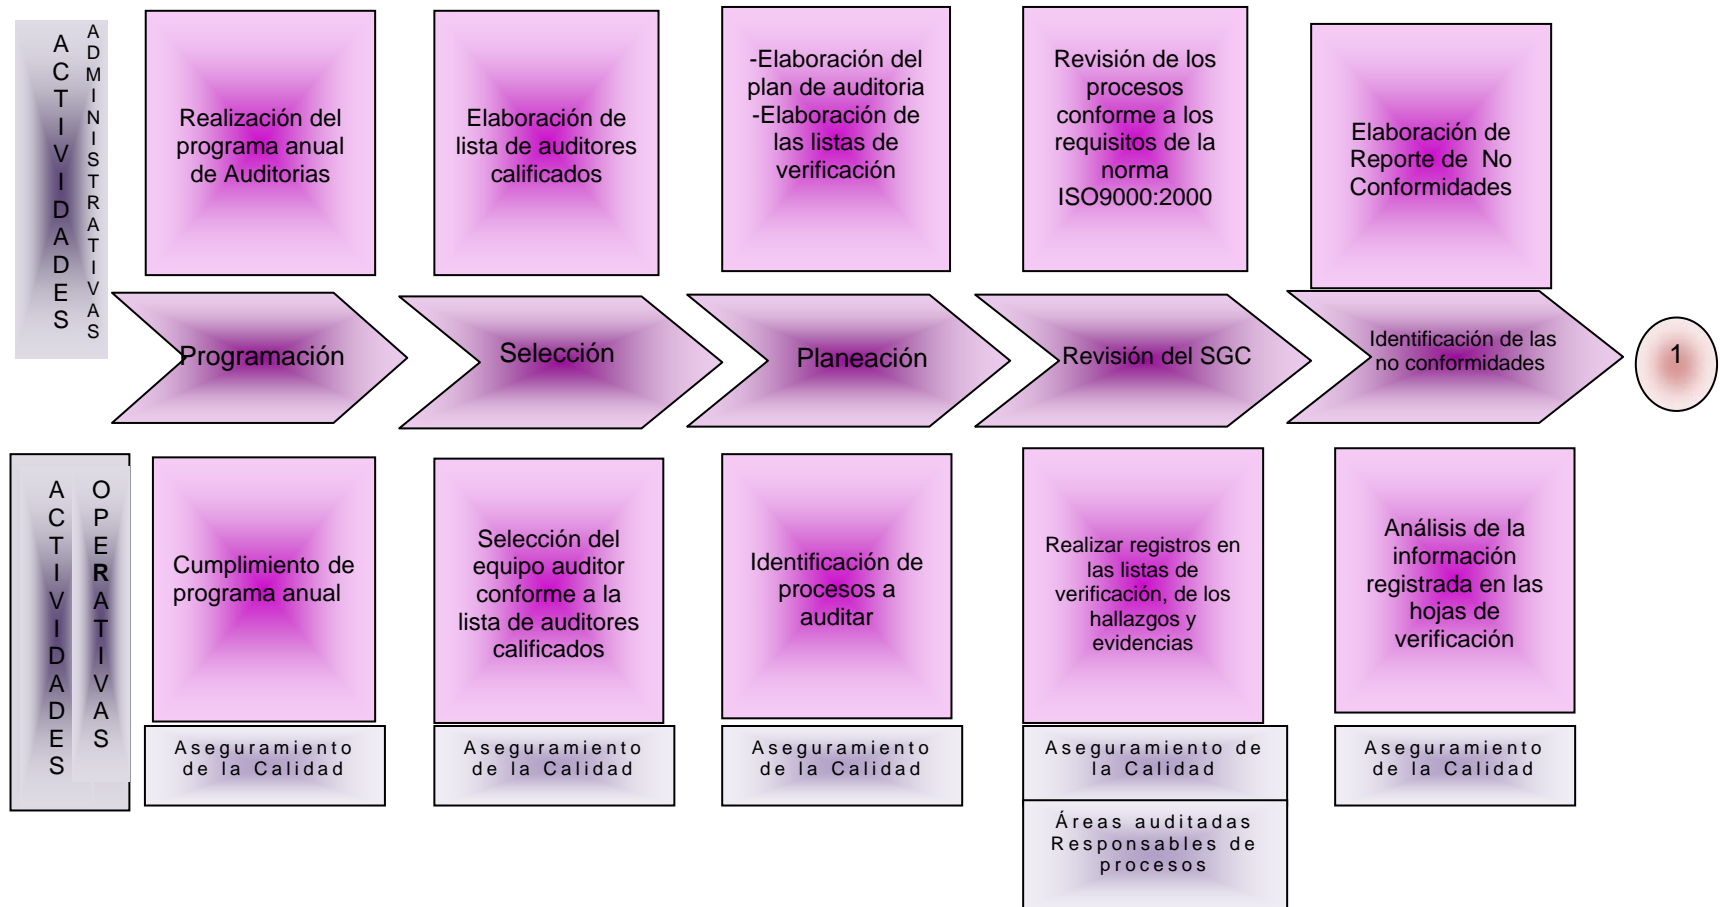 ACTIVIDADES
ADMINISTRATIVAS
Realización del
programa anual
de Auditorias
Elaboración de
lista de auditores
calificados
-Elaboración del
plan de auditoria
-Elaboración de
las listas de
verificación
Revisión de los
procesos
conforme a los
requisitos de la
norma
ISO9000:2000
Elaboración de
Reporte de No
Conformidades
Programación
Selección
Planeación
Revisión del SGC
Identificación de las
no conformidades
1
ACTIVIDADES
OPERATIVAS
Cumplimiento de
programa anual
Selección del
equipo auditor
conforme a la
lista de auditores
calificados
Identificación de
procesos a
auditar
Realizar registros en
las listas de
verificación, de los
hallazgos y
evidencias
Análisis de la
información
registrada en las
hojas de
verificación
Aseguramiento
de la Calidad
Aseguramiento
de la Calidad
Aseguramiento
de la Calidad
Aseguramiento de
la Calidad
Aseguramiento
de la Calidad
Áreas auditadas
Responsables de
procesos